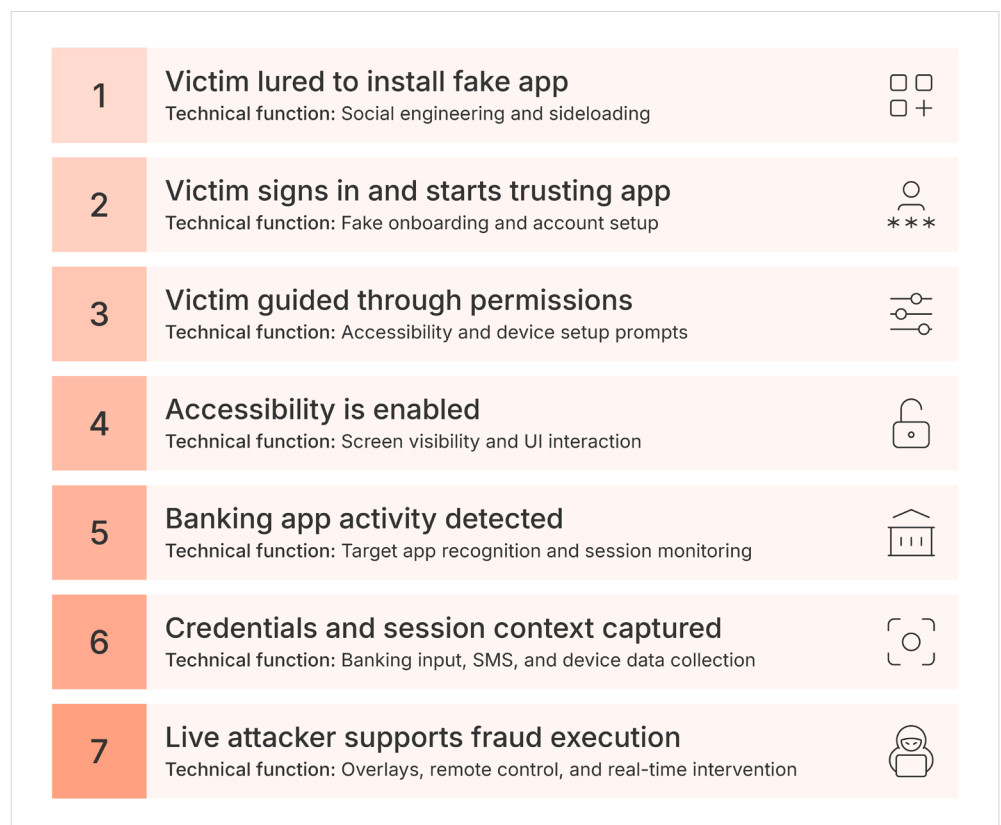 1
Victim lured to install fake app
Technical function: Social engineering and sideloading
2
Victim signs in and starts trusting app
Technical function: Fake onboarding and account setup
3
Victim guided through permissions
Technical function: Accessibility and device setup prompts
4
Accessibility is enabled
Technical function: Screen visibility and UI interaction
5
Banking app activity detected
Technical function: Target app recognition and session monitoring
6
Credentials and session context captured
Technical function: Banking input, SMS, and device data collection
7
Live attacker supports fraud execution
Technical function: Overlays, remote control, and real-time intervention